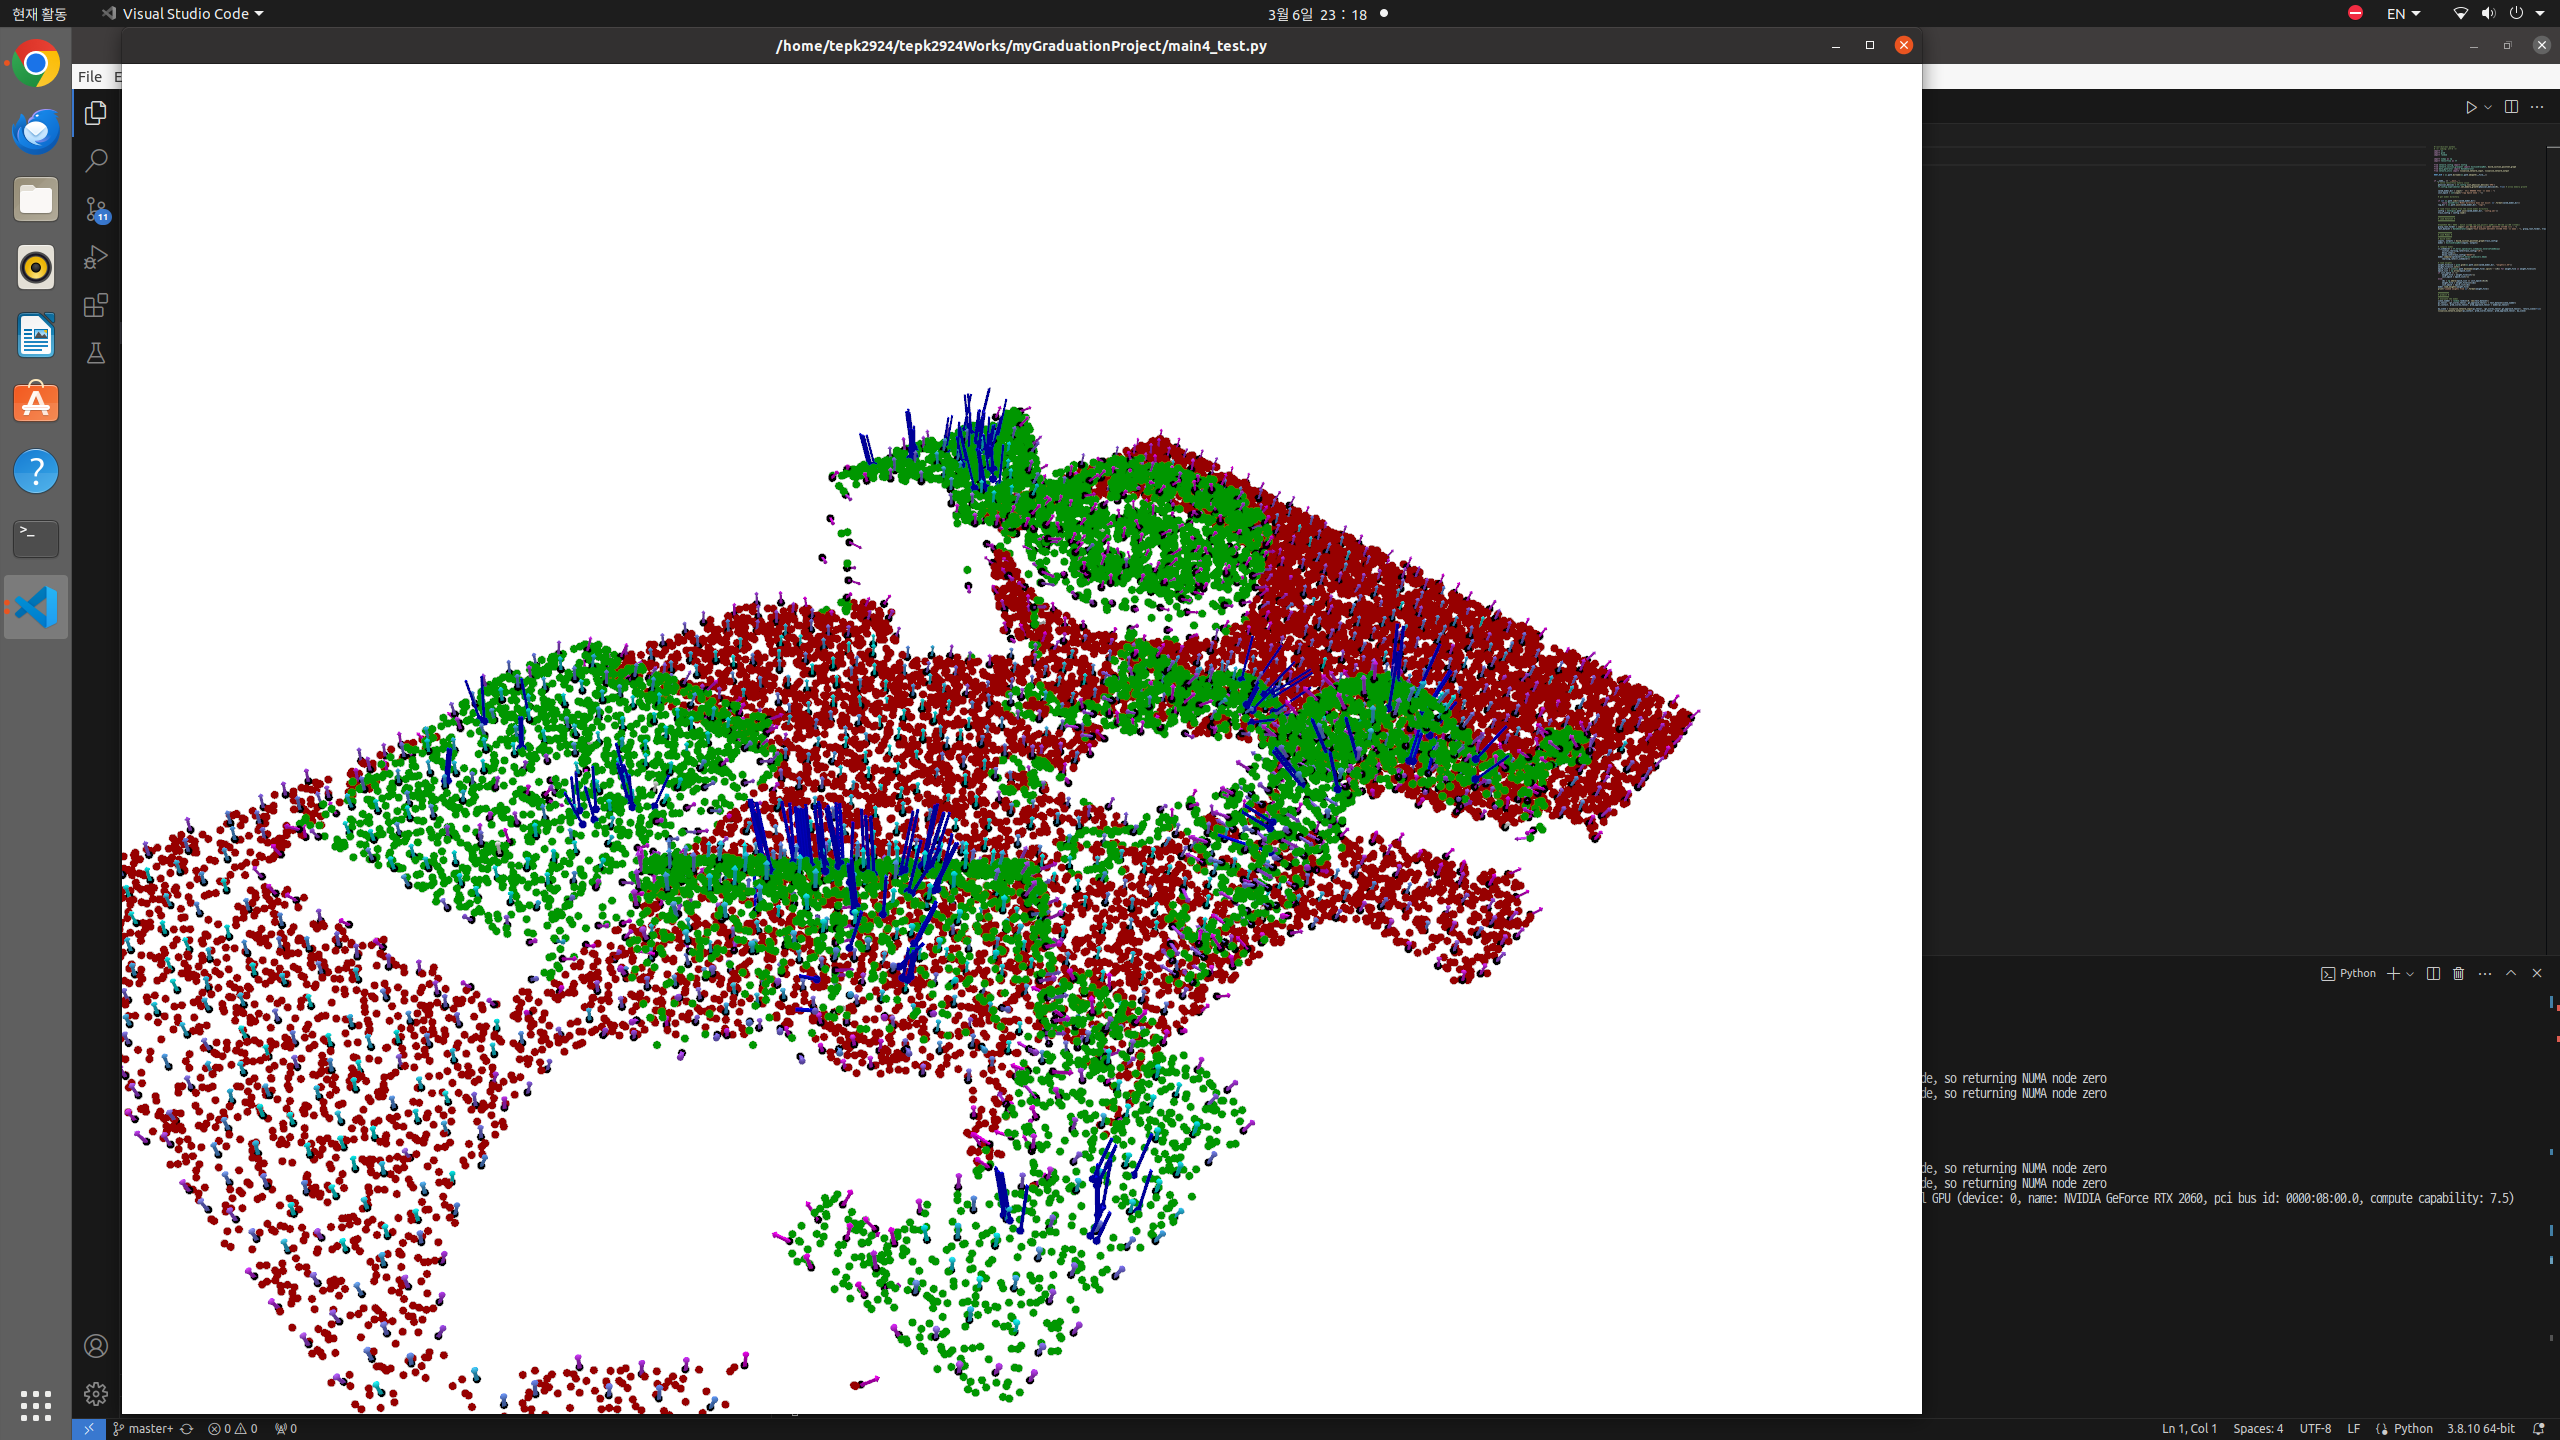 현재 활동
Visual Studio Code
3월 6일 23 : 18
EN
/home/tepk2924/tepk2924Works/myGraduationProject/main4_test.py
File E
11
Python
de, so returning NUMA node zero
de, so returning NUMA node zero
de, so returning NUMA node zero
de, so returning NUMA node zero
l GPU (device: 0, name: NVIDIA GeForce RTX 2060, pci bus id: 0000:08:00.0, compute capability: 7.5)
master+ 0 0 0
Ln 1, Col 1 Spaces: 4 UTF-8 LF Python 3.8.10 64-bit